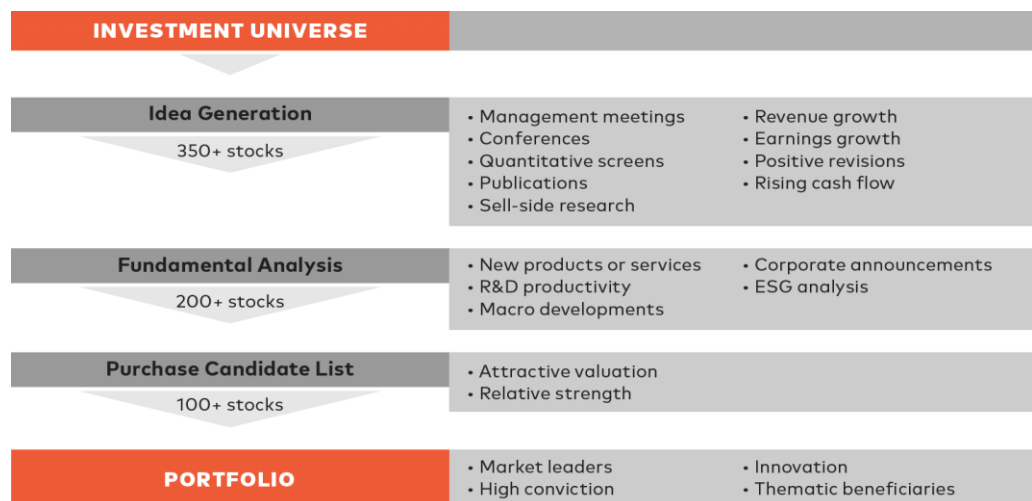 INVESTMENT UNIVERSE
Idea Generation
350+ stocks
• Management meetings
• Conferences
• Quantitative screens
• Publications
• Sell-side research
• Revenue growth
• Earnings growth
• Positive revisions
• Rising cash flow
Fundamental Analysis
200+ stocks
• New products or services
• R&D productivity
• Macro developments
• Corporate announcements
• ESG analysis
Purchase Candidate List
100+ stocks
• Attractive valuation
• Relative strength
PORTFOLIO
• Market leaders
• High conviction
• Innovation
• Thematic beneficiaries